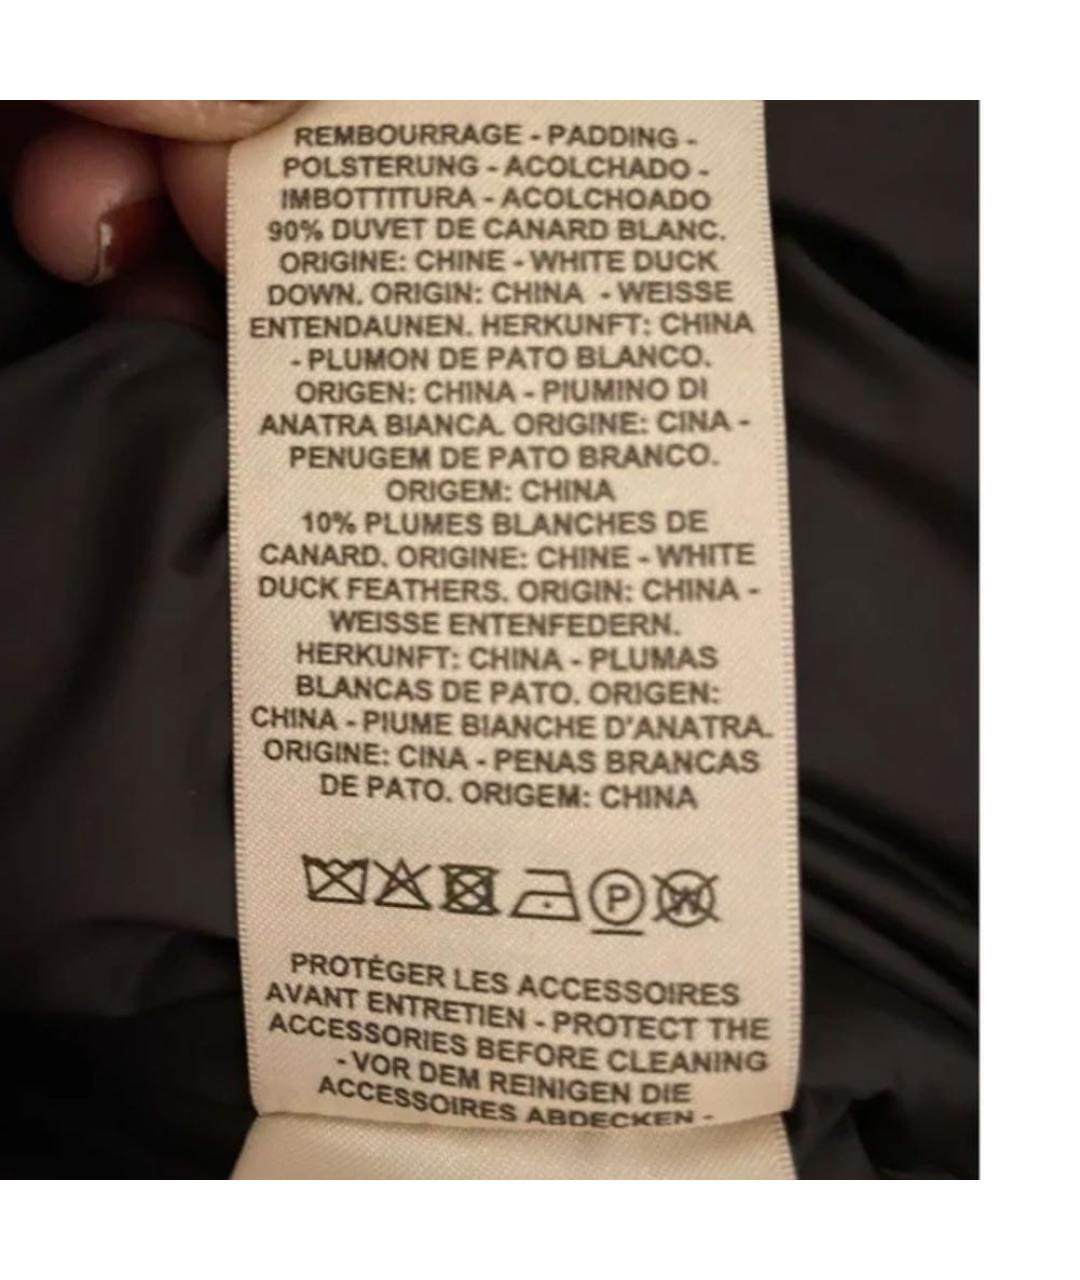 REMBOURRAGE - PADDING -
POLSTERUNG - ACOLCHADO -
IMBOTTITURA - ACOLCHOADO
90% DUVET DE CANARD BLANC.
ORIGINE: CHINE - WHITE DUCK
DOWN. ORIGIN: CHINA - WEISSE
ENTENDAUNEN. HERKUNFT: CHINA
- PLUMON DE PATO BLANCO.
ORIGEN: CHINA - PIUMINO DI
ANATRA BIANCA. ORIGINE: CINA -
PENUGEM DE PATO BRANCO.
ORIGEM: CHINA
10% PLUMES BLANCHES DE
CANARD. ORIGINE: CHINE - WHITE
DUCK FEATHERS. ORIGIN: CHINA -
WEISSE ENTENFEDERN.
HERKUNFT: CHINA - PLUMAS
BLANCAS DE PATO. ORIGEN:
CHINA - PIUME BIANCHE D'ANATRA.
ORIGINE: CINA - PENAS BRANCAS
DE PATO. ORIGEM: CHINA
P W
PROTÉGER LES ACCESSOIRES
AVANT ENTRETIEN - PROTECT THE
ACCESSORIES BEFORE CLEANING
- VOR DEM REINIGEN DIE
ACCESSOIRES ABDECKEN -